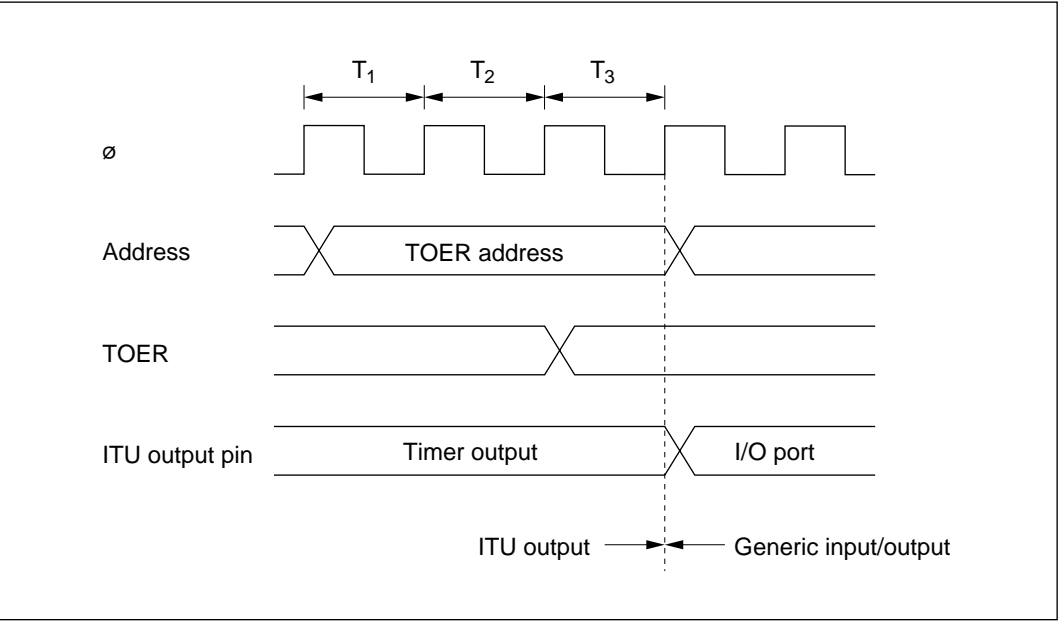 T1 T2 T3
ø
Address TOER address
TOER
ITU output pin Timer output I/O port
ITU output Generic input/output